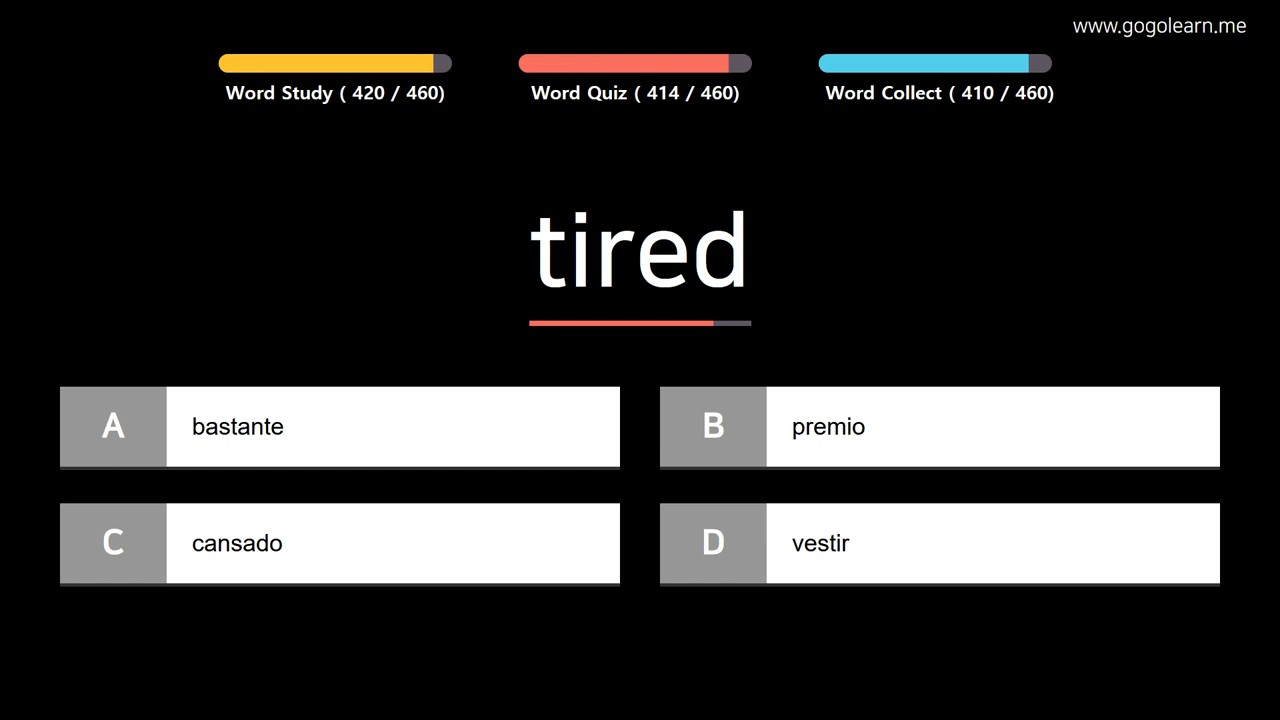 www.gogolearn.me
Word Study ( 420 / 460)
Word Quiz ( 414 / 460)
Word Collect ( 410 / 460)
tired
A bastante
B premio
C cansado
D vestir